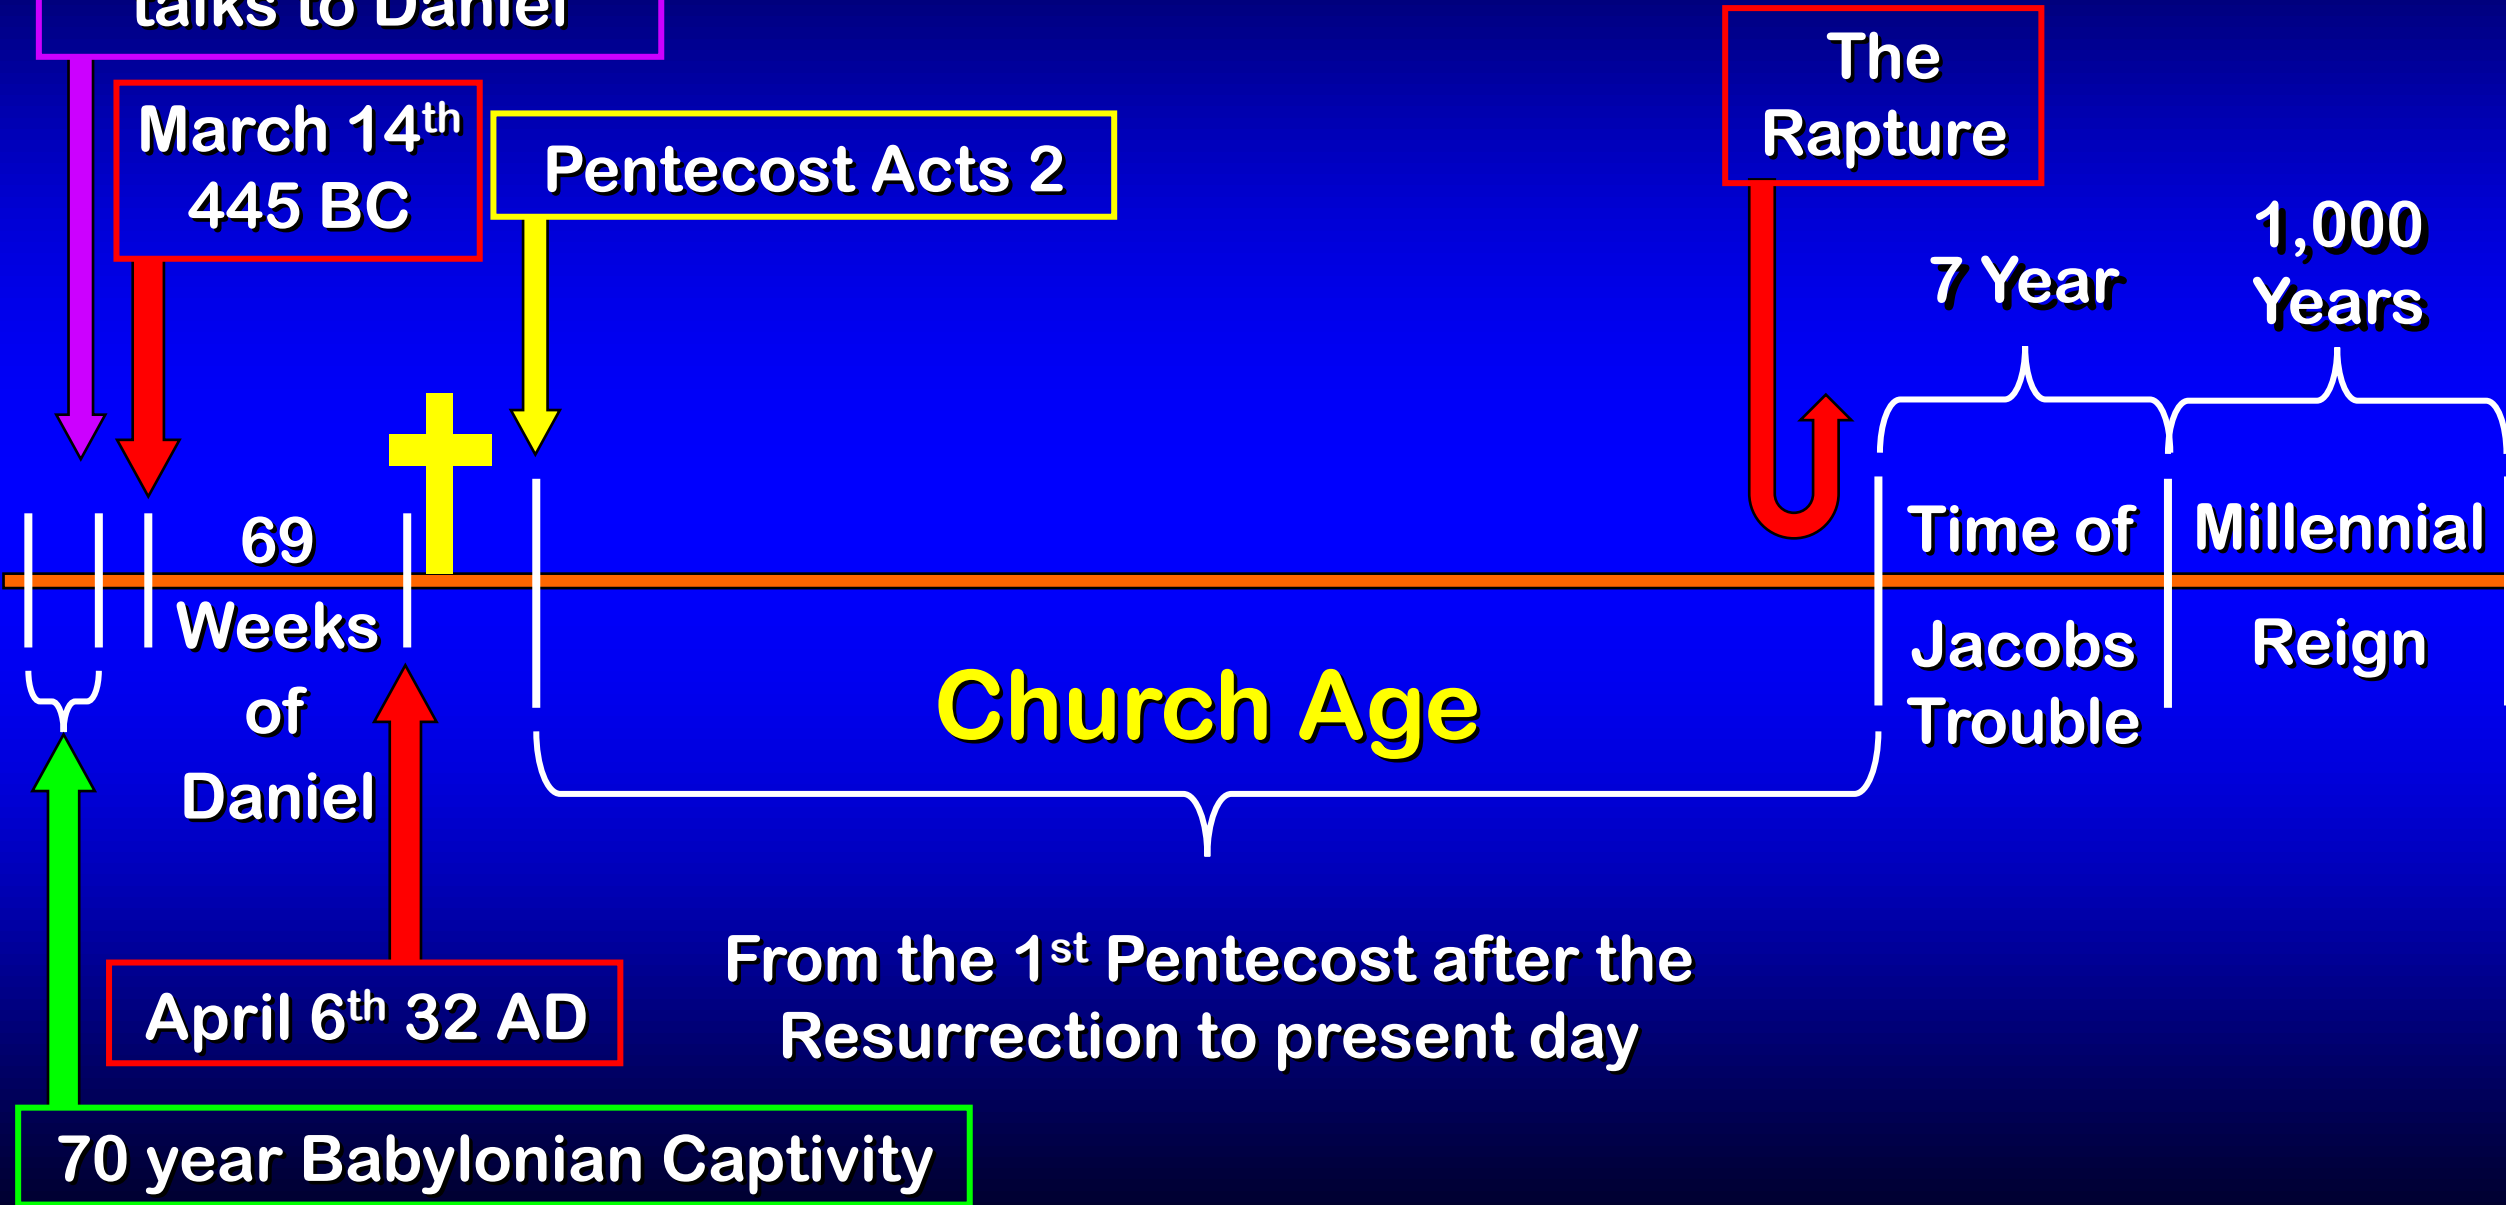 talks to Daniel
March 14th
445 BC
Pentecost Acts 2
The
Rapture
7 Year
1,000
Years
69
Weeks
of
Daniel
Time of
Jacobs
Trouble
Millennial
Reign
Church Age
From the 1st Pentecost after the
Resurrection to present day
April 6th 32 AD
70 year Babylonian Captivity